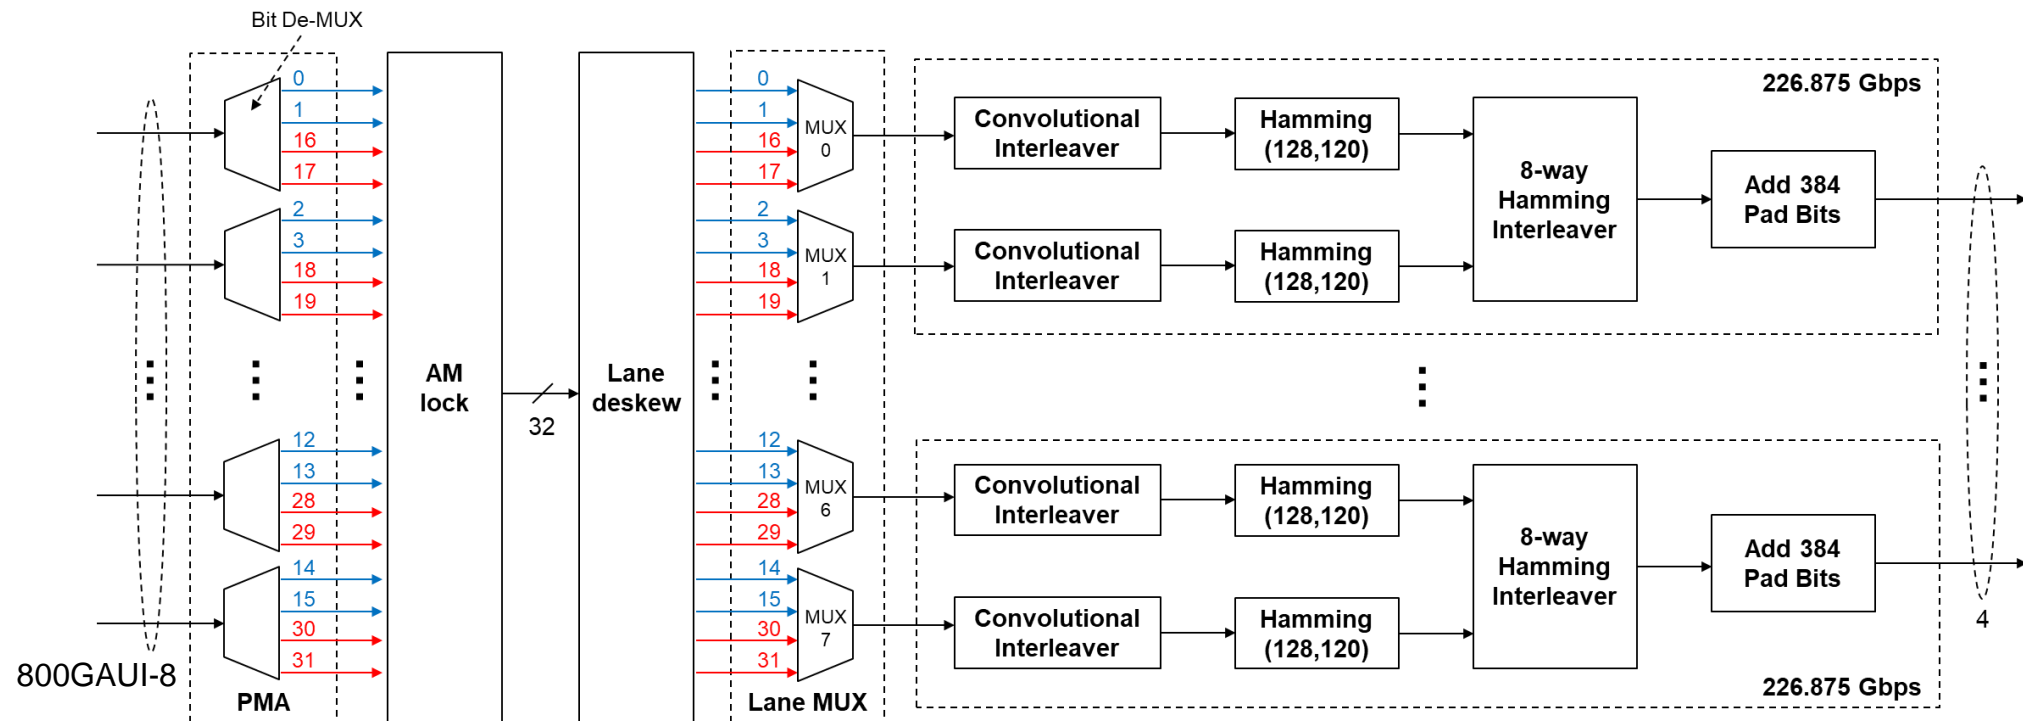 Bit De-MUX
0
1
16
17
2
3
18
19
12
13
28
29
14
15
30
31
800GAUI-8
PMA
AM
lock
32
Lane
deskew
0
1
16
17
2
3
18
19
12
13
28
29
14
15
30
31
MUX
0
MUX
1
MUX
6
MUX
7
Lane MUX
226.875 Gbps
Convolutional
Interleaver
Hamming
(128,120)
Convolutional
Interleaver
Hamming
(128,120)
8-way
Hamming
Interleaver
Add 384
Pad Bits
Convolutional
Interleaver
Hamming
(128,120)
Convolutional
Interleaver
Hamming
(128,120)
8-way
Hamming
Interleaver
Add 384
Pad Bits
226.875 Gbps
4